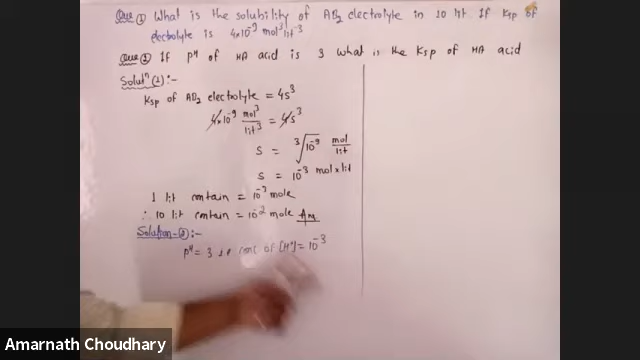 Que ① What is the solubility of AB₂ electrolyte in 10 lit If Ksp of
electrolyte is 4×10⁻⁹ mol³ lit⁻³
Que ② If pᴴ of HA acid is 3 what is the Ksp of HA acid
Solutⁿ (1) :-
Ksp of AB₂ electrolyte = 4s³
4×10⁻⁹ mol³/lit³ = 4s³
s = ∛10⁻⁹ mol/lit
s = 10⁻³ mol×lit
1 lit contain = 10⁻³ mole
∴ 10 lit contain = 10⁻² mole Ans
Solution-(2) :-
pᴴ = 3 conc of [H⁺] = 10⁻³
Amarnath Choudhary